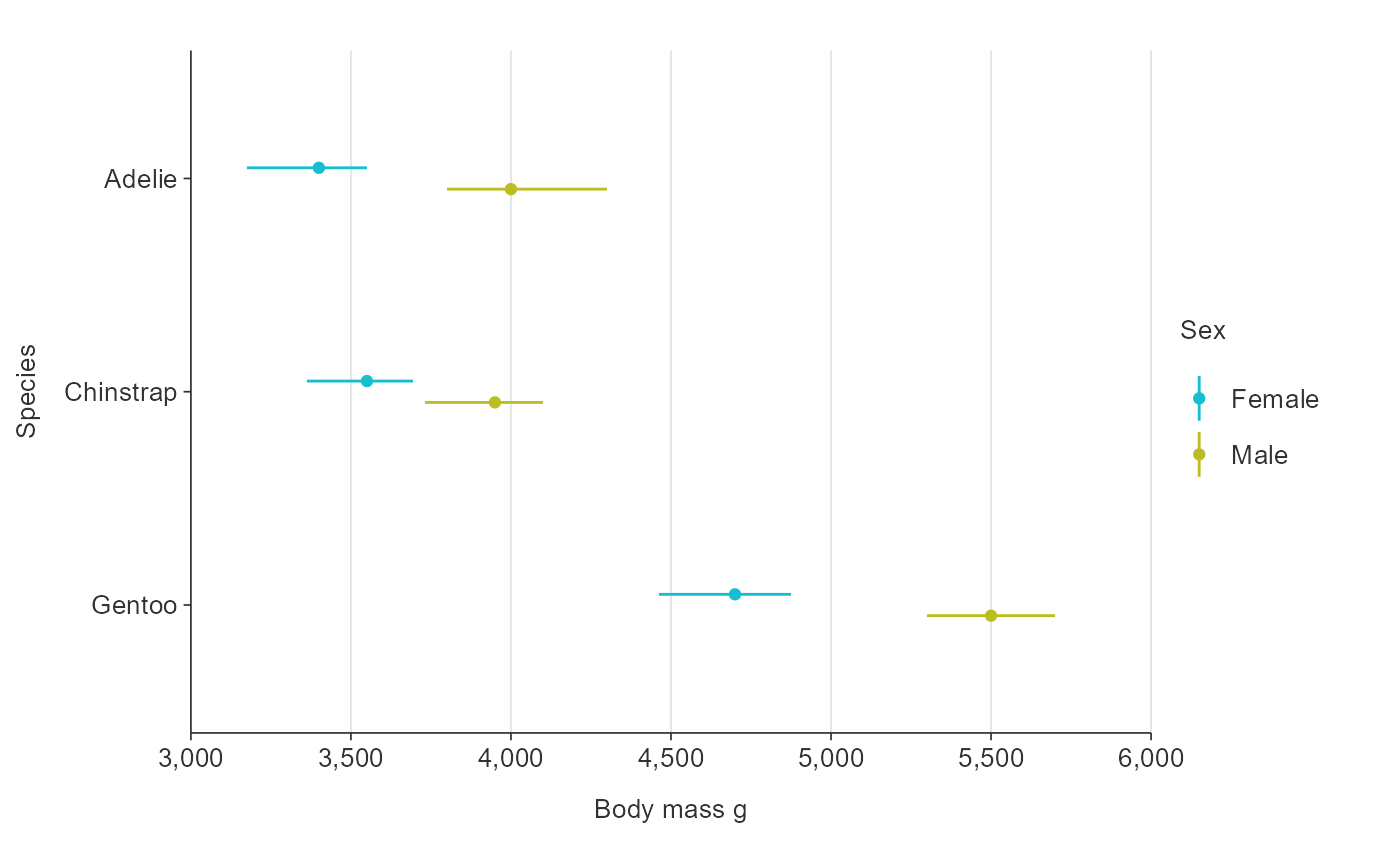 Species
Adelie
Chinstrap
Gentoo
3,000 3,500 4,000 4,500 5,000 5,500 6,000
Body mass g
Sex
Female
Male